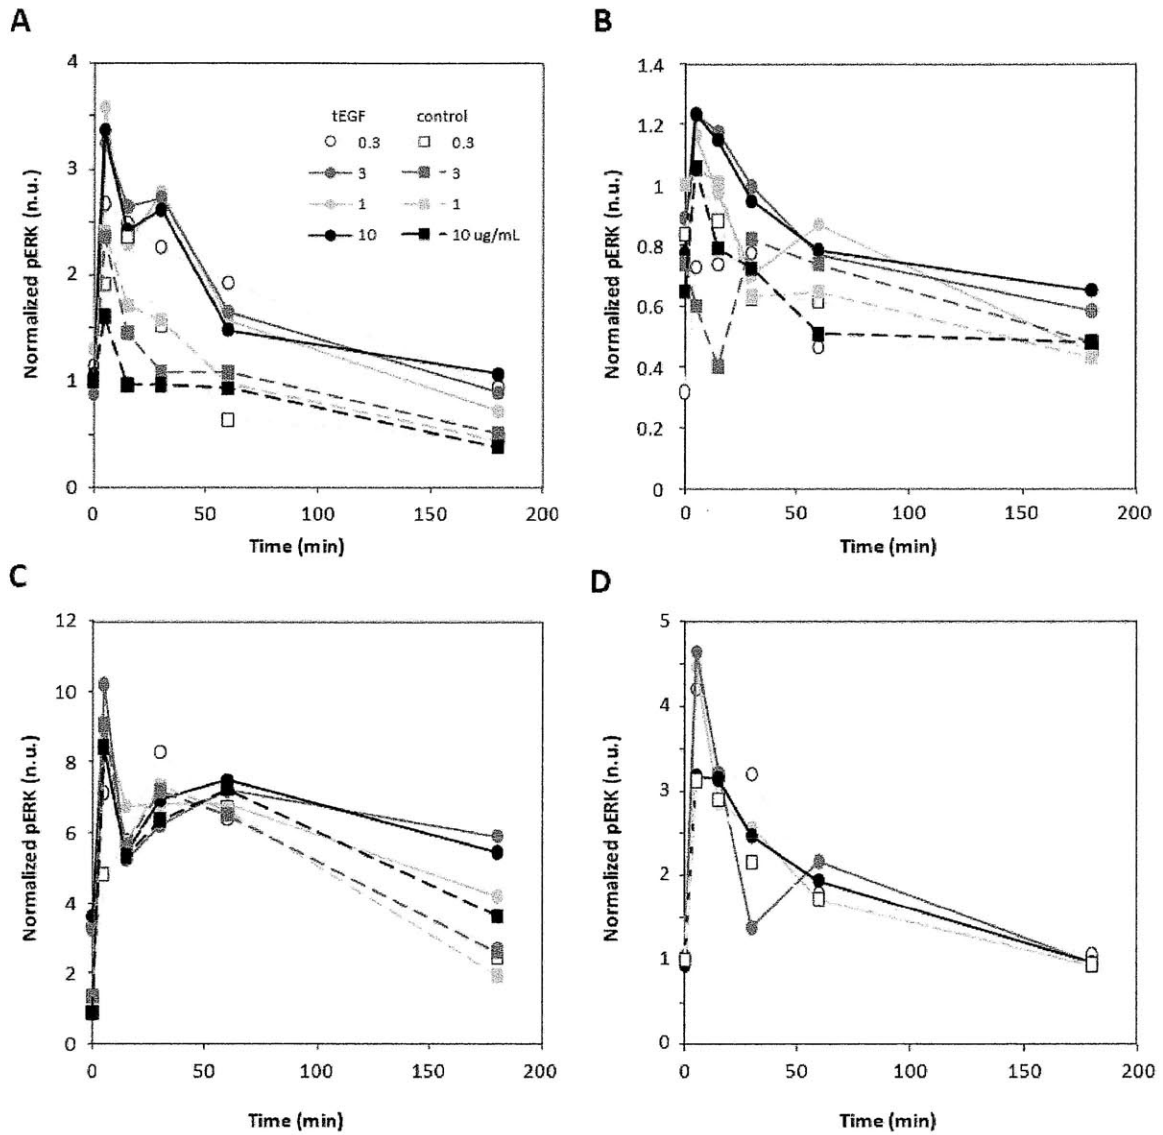 A
Normalized pERK (n.u.)
4
3
2
1
0
tEGF control
0.3 0.3
3 3
1 1
10 10 ug/mL
0 50 100 150 200
Time (min)
B
Normalized pERK (n.u.)
1.4
1.2
1
0.8
0.6
0.4
0.2
0
0 50 100 150 200
Time (min)
C
Normalized pERK (n.u.)
12
10
8
6
4
2
0
0 50 100 150 200
Time (min)
D
Normalized pERK (n.u.)
5
4
3
2
1
0
0 50 100 150 200
Time (min)